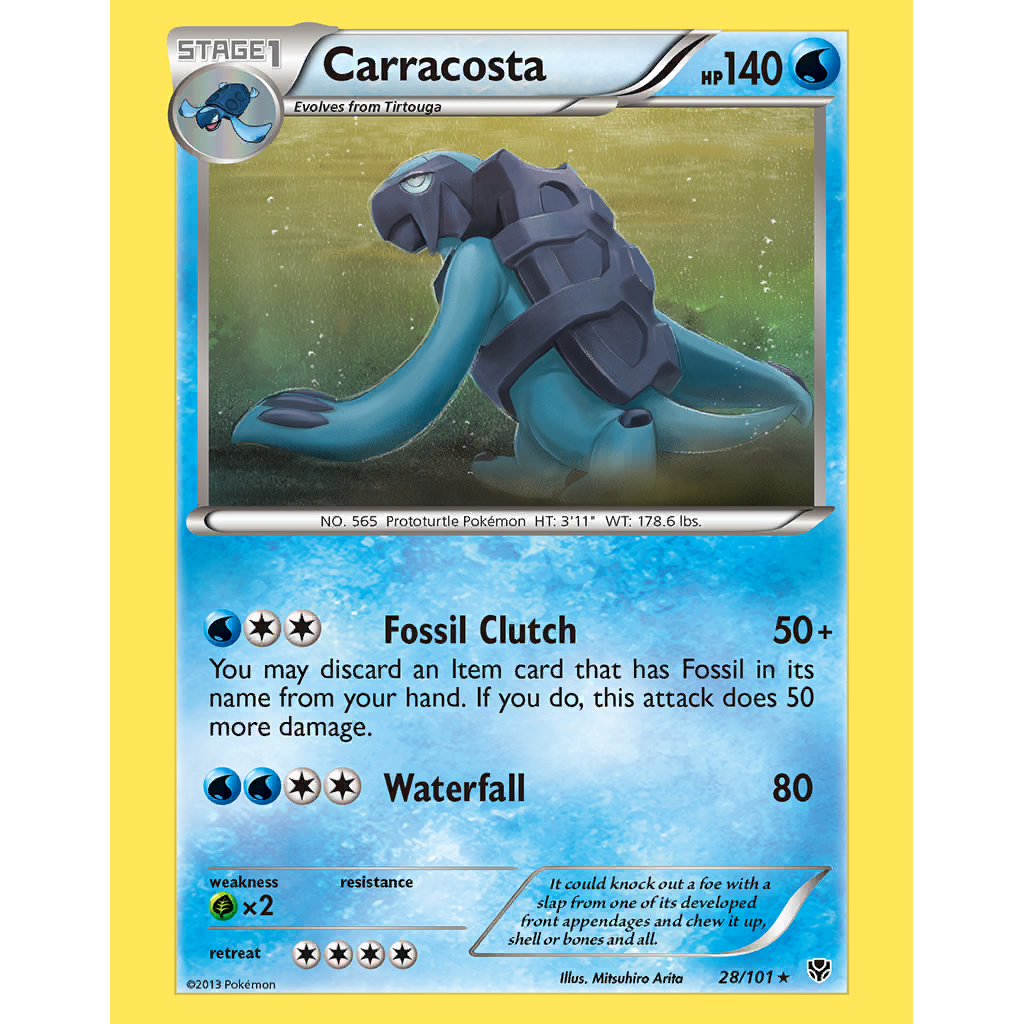 STAGE1
Carracosta
HP140
Evolves from Tirtouga
NO. 565 Prototurtle Pokémon HT: 3'11" WT: 178.6 lbs.
Fossil Clutch 50+
You may discard an Item card that has Fossil in its
name from your hand. If you do, this attack does 50
more damage.
Waterfall 80
weakness resistance
×2
It could knock out a foe with a
slap from one of its developed
front appendages and chew it up,
shell or bones and all.
retreat
Illus. Mitsuhiro Arita 28/101 ★
©2013 Pokémon